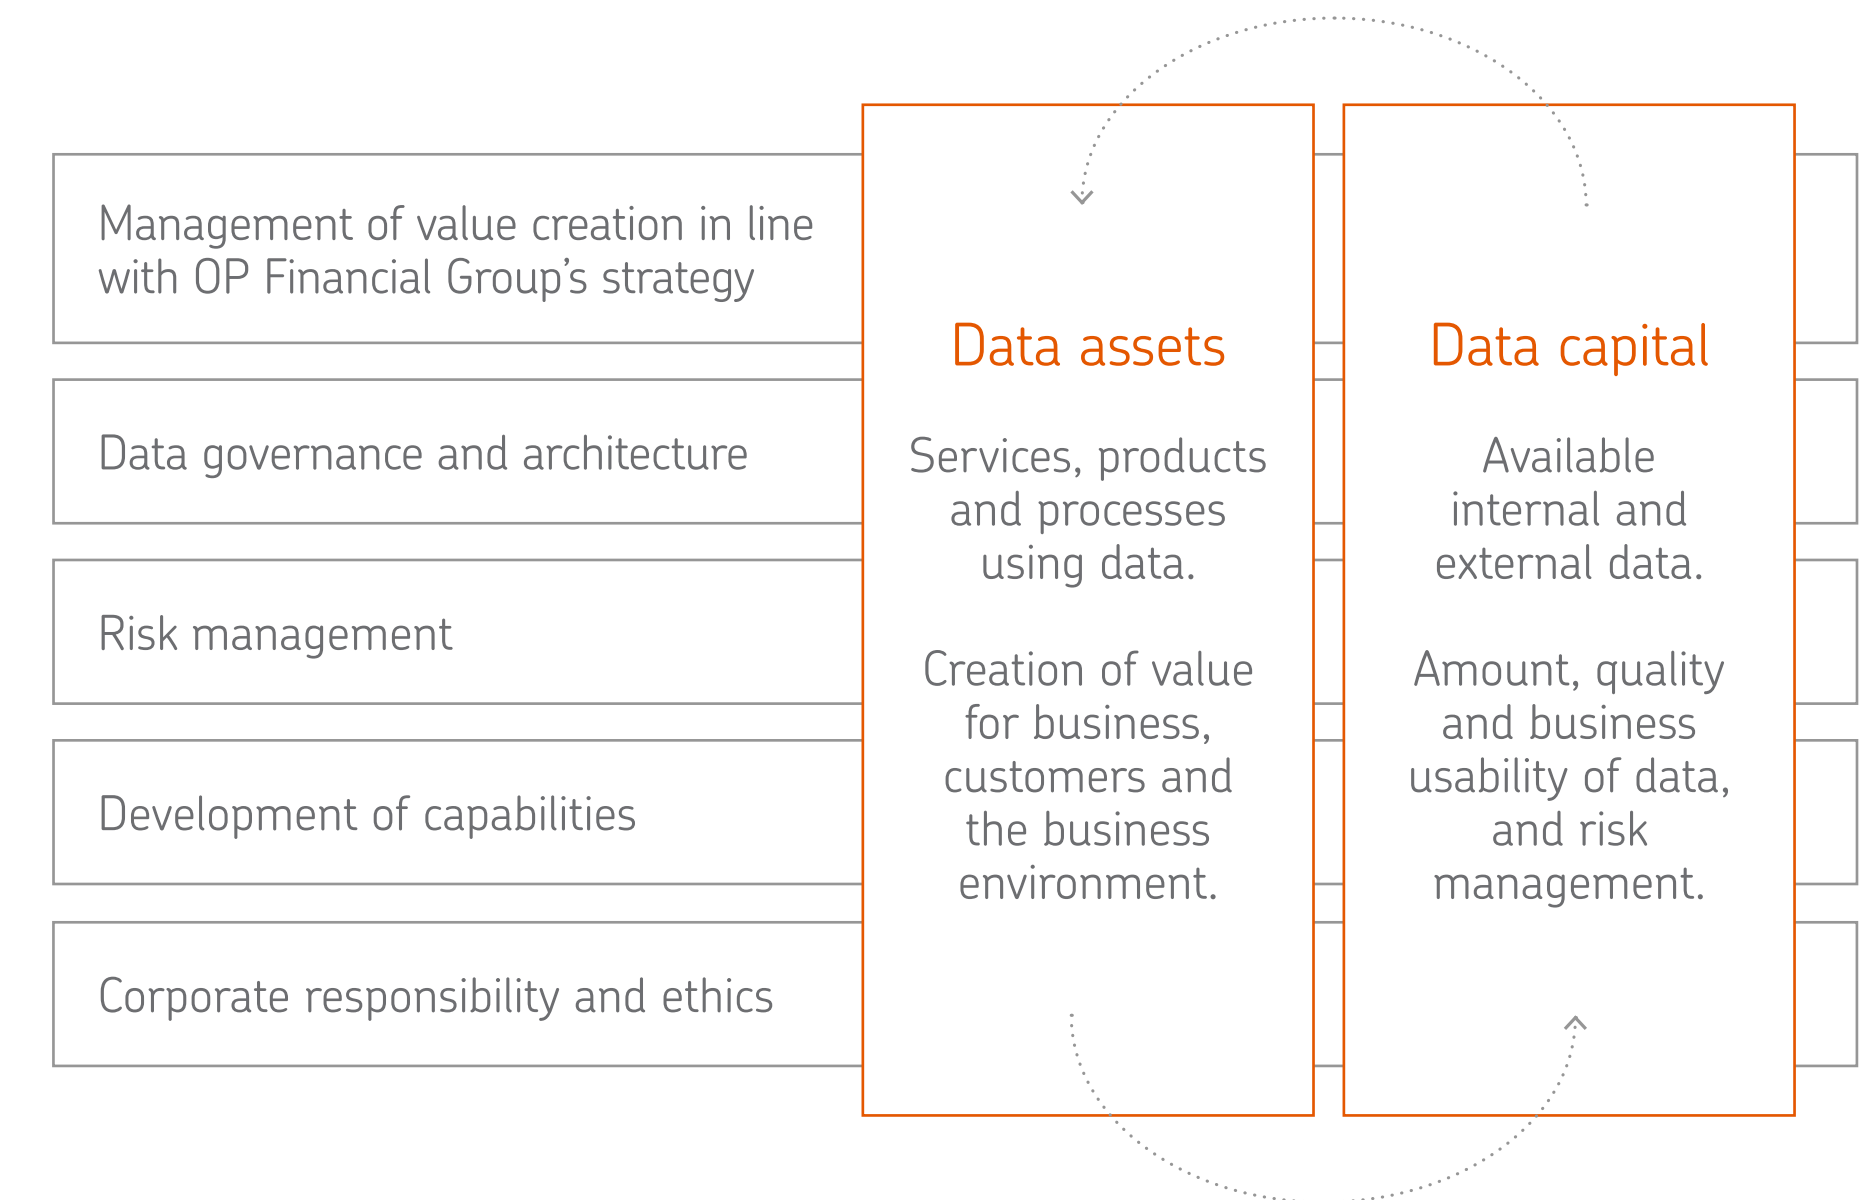 Management of value creation in line
with OP Financial Group’s strategy
Data governance and architecture
Risk management
Development of capabilities
Corporate responsibility and ethics
Data assets
Services, products
and processes
using data.
Creation of value
for business,
customers and
the business
environment.
Data capital
Available
internal and
external data.
Amount, quality
and business
usability of data,
and risk
management.